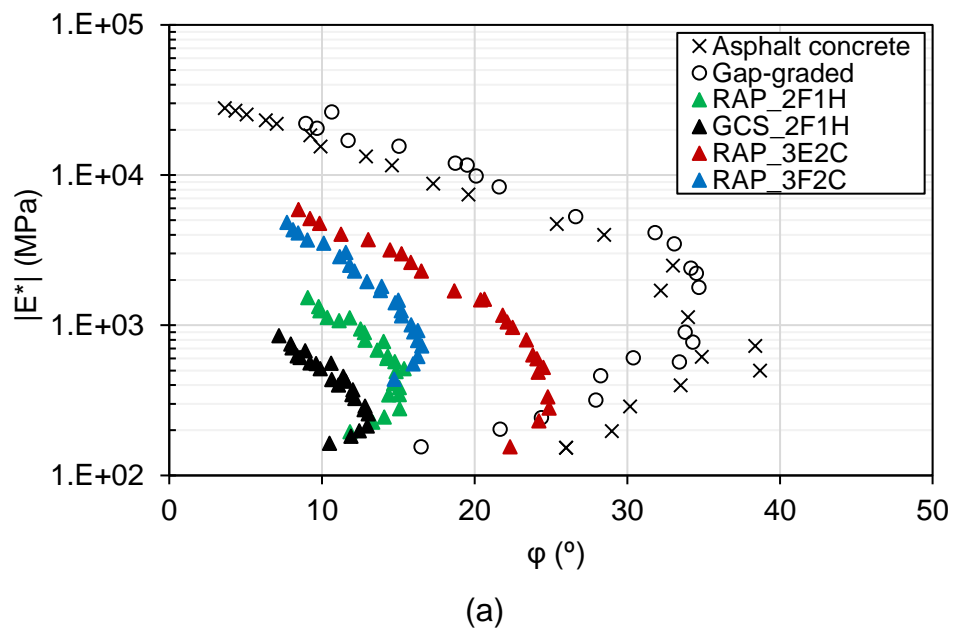 1.E+05
1.E+04
1.E+03
1.E+02
|E*| (MPa)
Asphalt concrete
Gap-graded
RAP_2F1H
GCS_2F1H
RAP_3E2C
RAP_3F2C
0 10 20 30 40 50
φ (º)
(a)